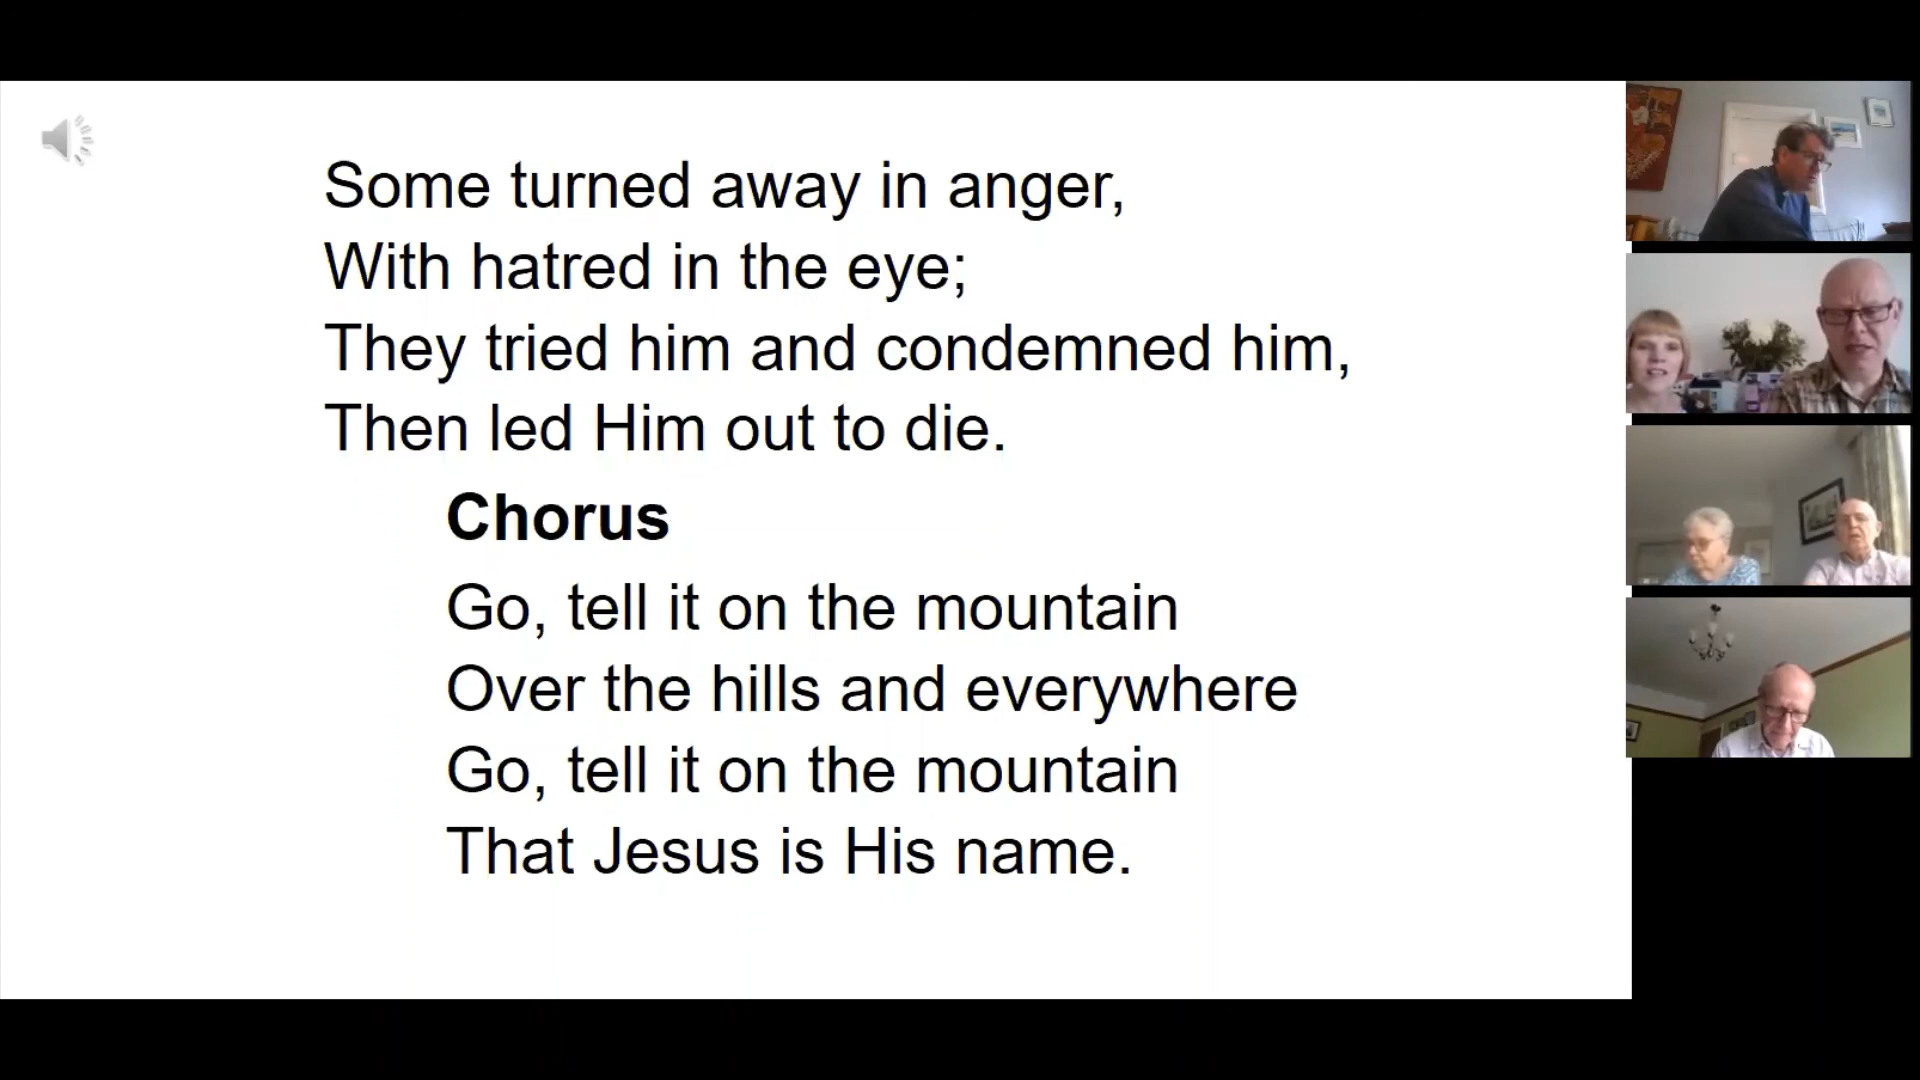 Some turned away in anger,
With hatred in the eye;
They tried him and condemned him,
Then led Him out to die.
Chorus
Go, tell it on the mountain
Over the hills and everywhere
Go, tell it on the mountain
That Jesus is His name.